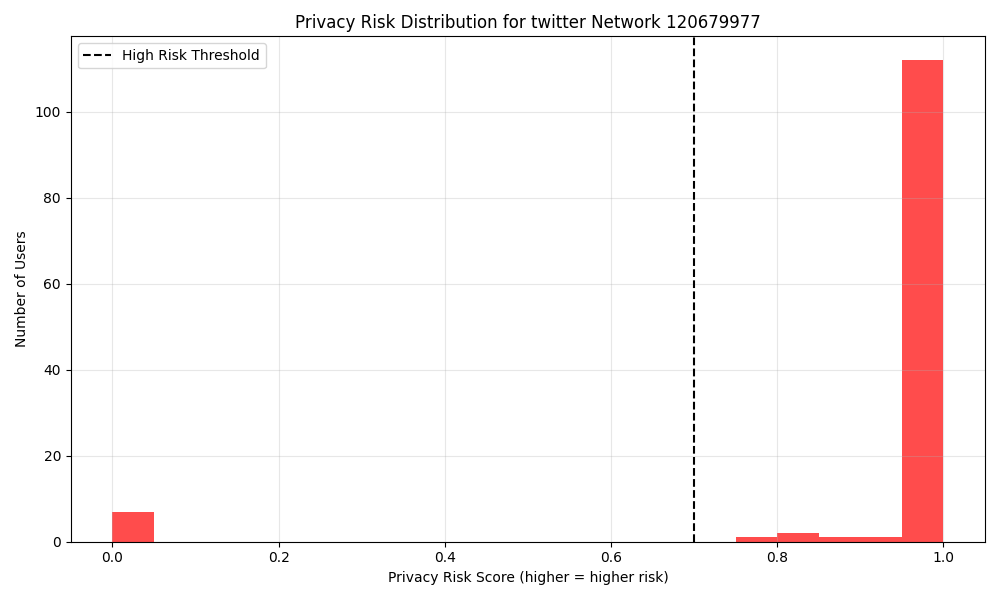 Privacy Risk Distribution for twitter Network 120679977
High Risk Threshold
Number of Users
100
80
60
40
20
0
0.0 0.2 0.4 0.6 0.8 1.0
Privacy Risk Score (higher = higher risk)